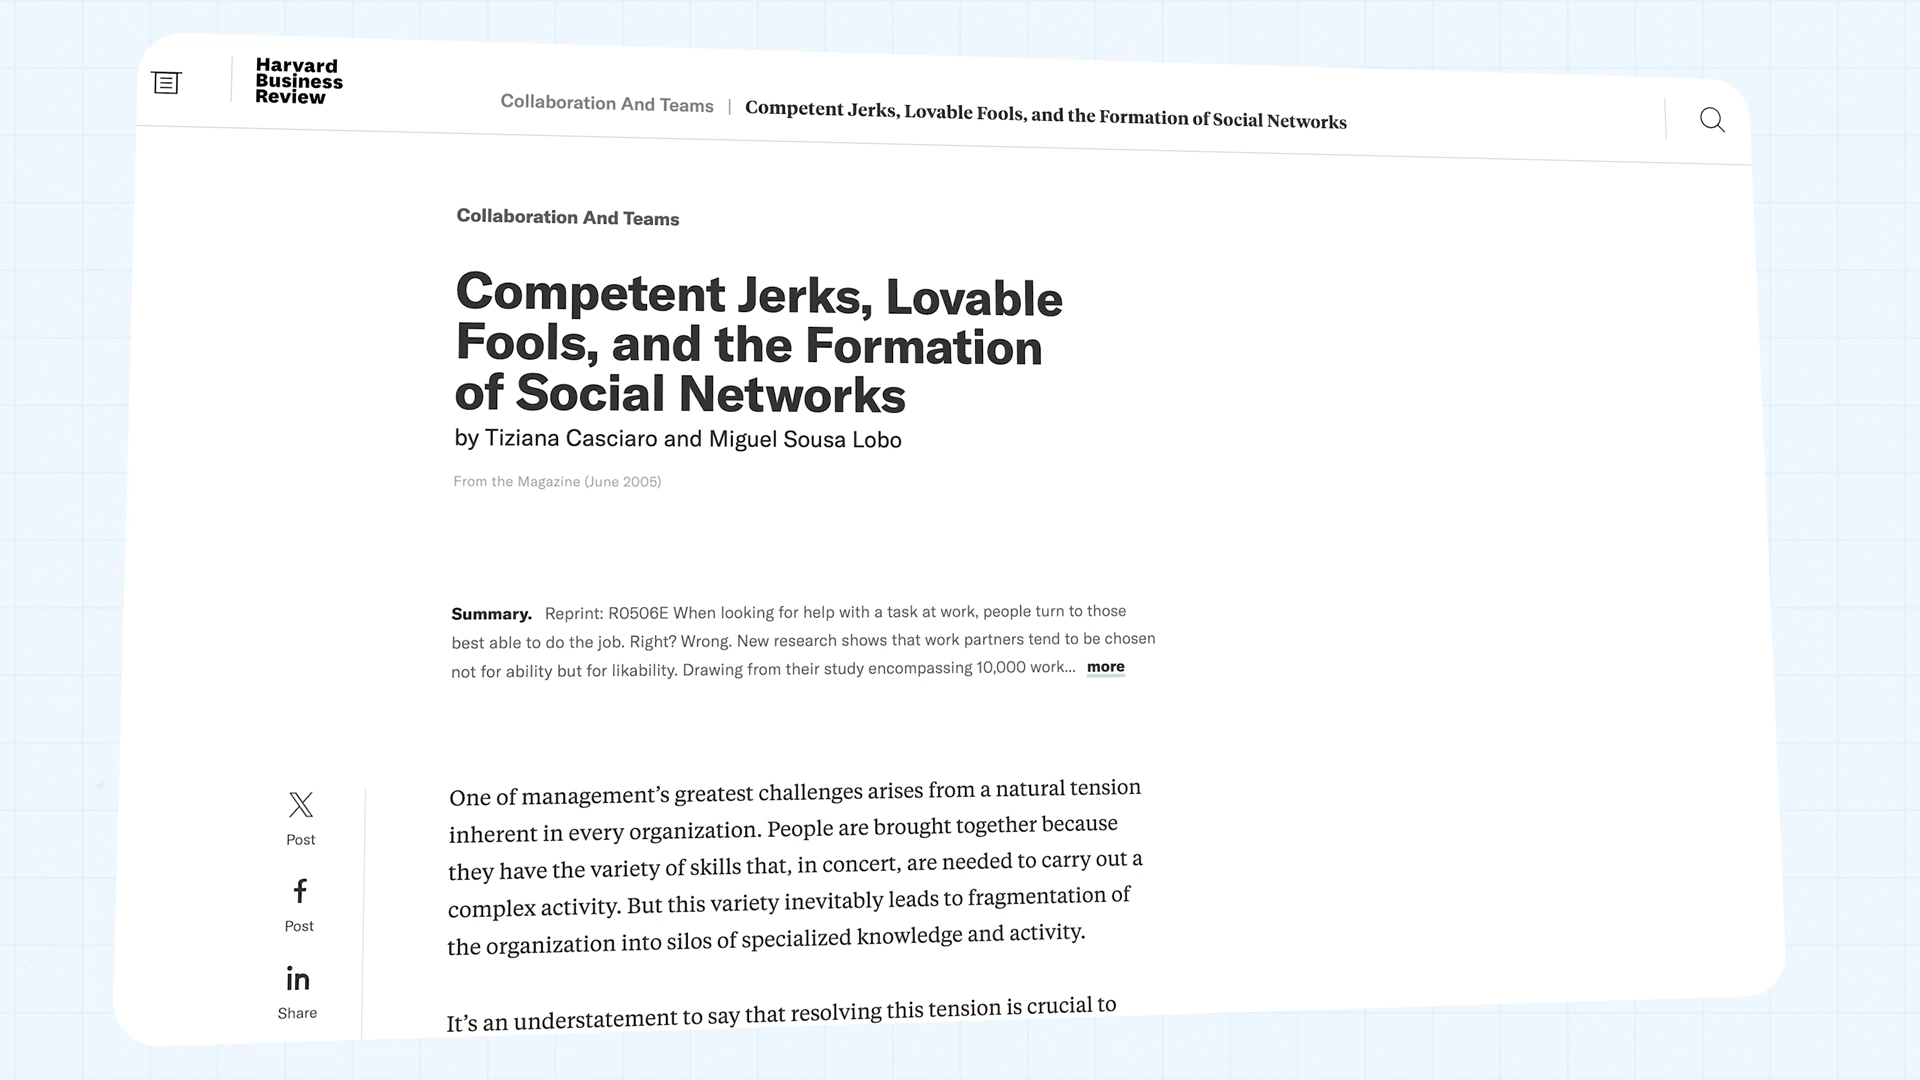 Harvard
Business
Review
Collaboration And Teams | Competent Jerks, Lovable Fools, and the Formation of Social Networks
Collaboration And Teams
Competent Jerks, Lovable
Fools, and the Formation
of Social Networks
by Tiziana Casciaro and Miguel Sousa Lobo
From the Magazine (June 2005)
Summary. Reprint: R0506E When looking for help with a task at work, people turn to those
best able to do the job. Right? Wrong. New research shows that work partners tend to be chosen
not for ability but for likability. Drawing from their study encompassing 10,000 work... more
One of management’s greatest challenges arises from a natural tension
inherent in every organization. People are brought together because
they have the variety of skills that, in concert, are needed to carry out a
complex activity. But this variety inevitably leads to fragmentation of
the organization into silos of specialized knowledge and activity.
It’s an understatement to say that resolving this tension is crucial to
Post
Post
Share